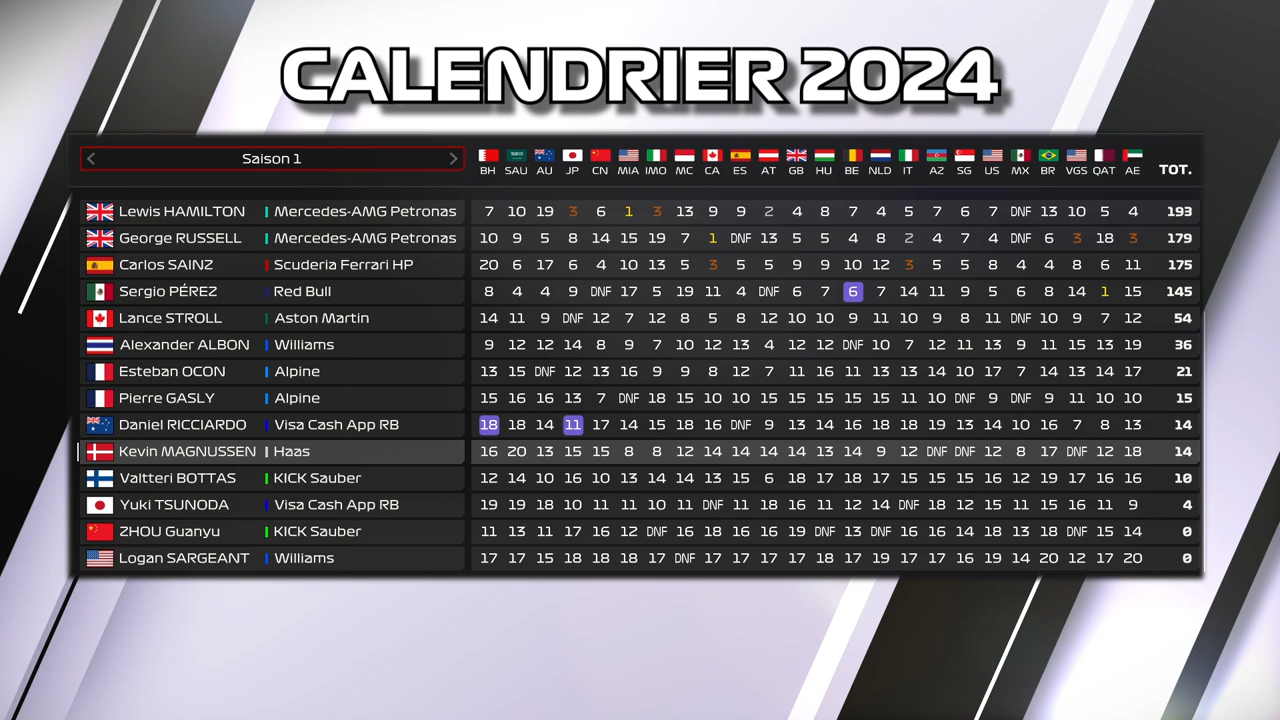 CALENDRIER 2024
Saison 1
BH SAU AU JP CN MIA IMO MC CA ES AT GB HU BE NLD IT AZ SG US MX BR VGS QAT AE TOT.
Lewis HAMILTON Mercedes-AMG Petronas 7 10 19 3 6 1 3 13 9 9 2 4 8 7 4 5 7 6 7 DNF 13 10 5 4 193
George RUSSELL Mercedes-AMG Petronas 10 9 5 8 14 15 19 7 1 DNF 13 5 5 4 8 2 4 7 4 DNF 6 3 18 3 179
Carlos SAINZ Scuderia Ferrari HP 20 6 17 6 4 10 13 5 3 5 5 9 9 10 12 3 5 5 8 4 4 8 6 11 175
Sergio PÉREZ Red Bull 8 4 4 9 DNF 17 5 19 11 4 DNF 8 7 6 7 14 11 9 5 6 8 14 1 15 145
Lance STROLL Aston Martin 14 11 9 DNF 12 7 12 8 5 8 12 10 10 9 11 10 9 8 11 DNF 10 9 7 12 54
Alexander ALBON Williams 9 12 12 14 8 9 7 10 12 13 4 7 12 DNF 10 7 12 11 13 9 11 15 13 19 36
Esteban OCON Alpine 13 15 DNF 12 13 16 9 9 8 12 7 11 16 11 13 13 14 10 17 7 14 13 14 17 21
Pierre GASLY Alpine 15 16 16 13 7 DNF 18 15 10 10 15 15 15 15 15 11 10 DNF 9 DNF 9 11 10 10 15
Daniel RICCIARDO Visa Cash App RB 18 18 14 11 17 14 15 18 16 DNF 9 13 14 16 18 18 19 13 14 10 16 7 8 13 14
Kevin MAGNUSSEN Haas 16 20 13 15 15 8 8 12 14 14 14 14 13 14 9 12 DNF DNF 12 8 17 DNF 12 18 14
Valtteri BOTTAS KICK Sauber 12 14 10 16 10 13 14 14 13 15 6 18 17 18 17 15 15 15 16 12 19 17 16 16 10
Yuki TSUNODA Visa Cash App RB 19 19 18 10 11 11 10 11 DNF 11 11 DNF 11 12 14 DNF 18 12 DNF 11 15 16 11 9 4
ZHOU Guanyu KICK Sauber 11 13 11 17 16 12 DNF 16 18 16 16 16 19 DNF 13 DNF 16 16 14 18 13 18 DNF 15 14 0
Logan SARGEANT Williams 17 17 15 18 18 18 17 DNF 17 17 17 17 18 17 19 17 17 16 19 14 20 12 17 20 0